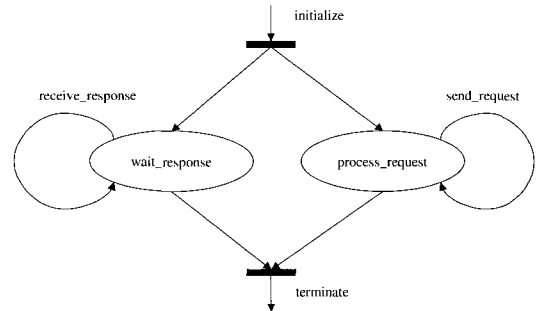 initialize
receive_response
send_request
wait_response
process_request
terminate